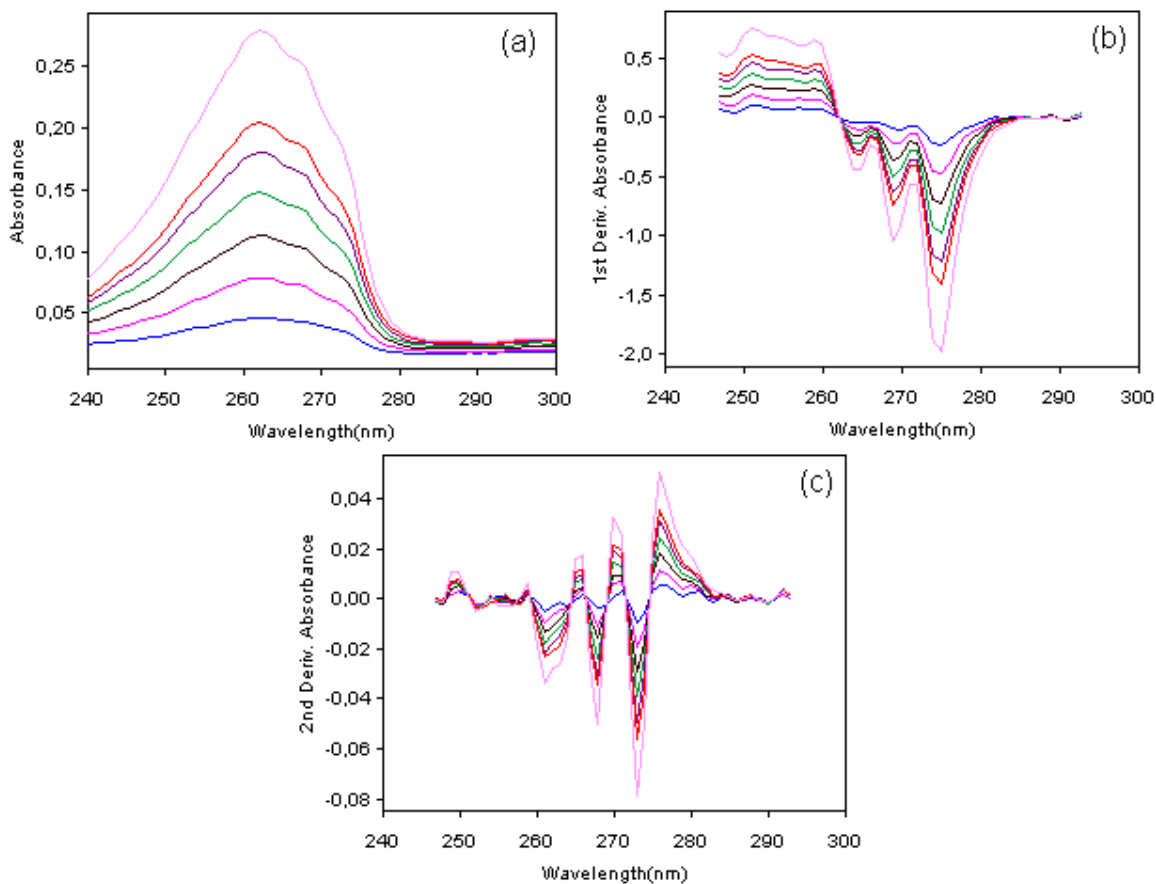 (a)
Absorbance
0,25
0,20
0,15
0,10
0,05
240 250 260 270 280 290 300
Wavelength(nm)
(b)
1st Deriv. Absorbance
0,5
0,0
-0,5
-1,0
-1,5
-2,0
240 250 260 270 280 290 300
Wavelength(nm)
(c)
2nd Deriv. Absorbance
0,04
0,02
0,00
-0,02
-0,04
-0,06
-0,08
240 250 260 270 280 290 300
Wavelength(nm)